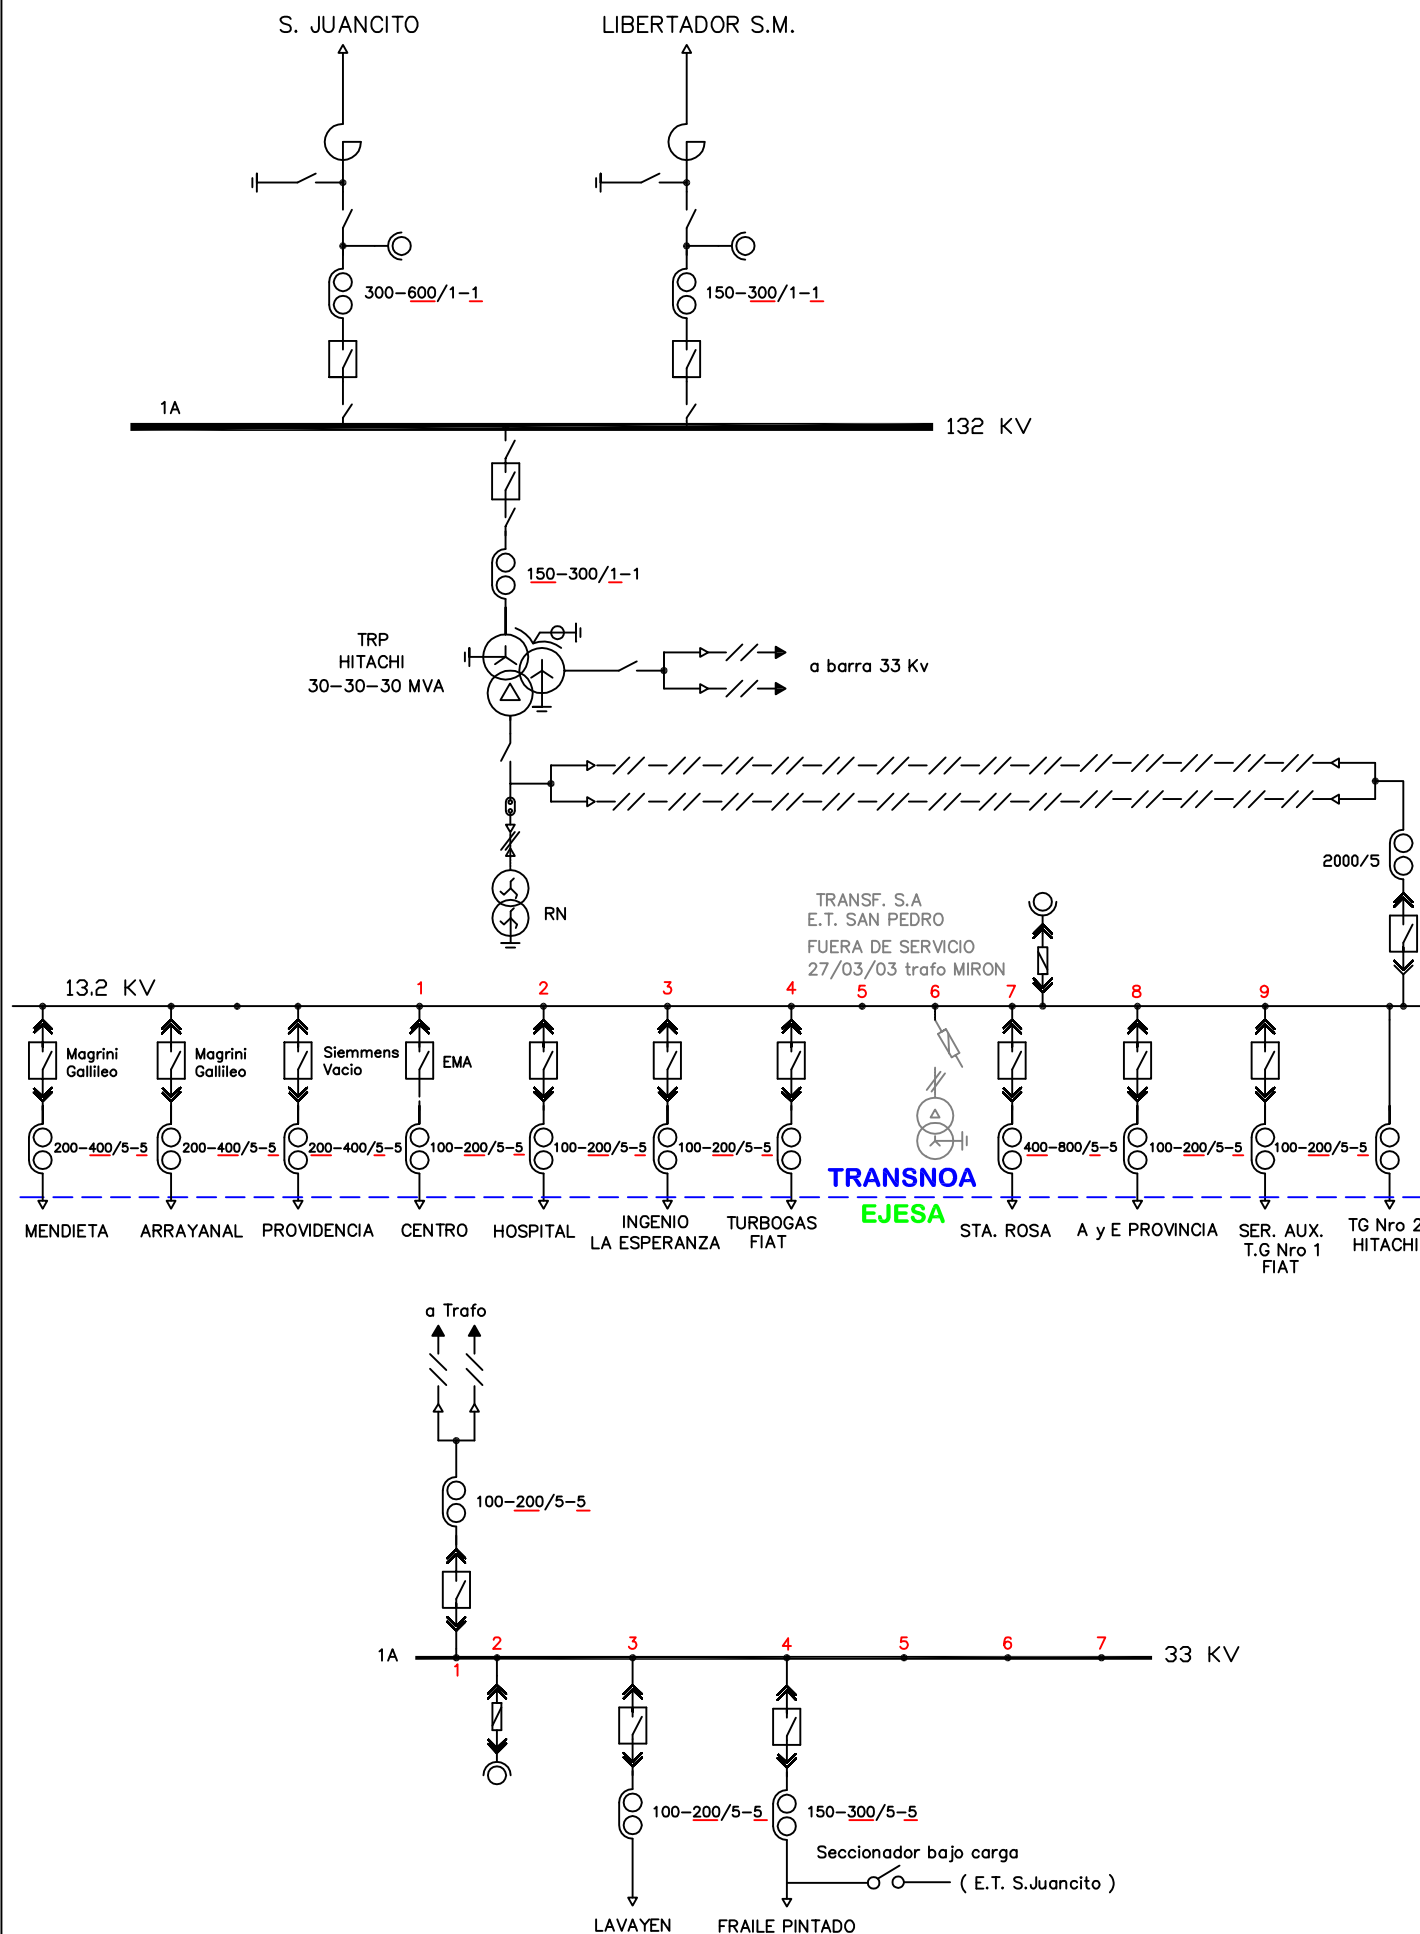 S. JUANCITO
LIBERTADOR S.M.
300-600/1-1
150-300/1-1
1A
132 KV
150-300/1-1
TRP
HITACHI
30-30-30 MVA
a barra 33 Kv
2000/5
RN
TRANSF. S.A
E.T. SAN PEDRO
FUERA DE SERVICIO
27/03/03 trafo MIRON
13.2 KV
1
2
3
4
5
6
7
8
9
Magrini
Gallileo
Magrini
Gallileo
Siemmens
Vacio
EMA
200-400/5-5
200-400/5-5
200-400/5-5
100-200/5-5
100-200/5-5
100-200/5-5
400-800/5-5
100-200/5-5
100-200/5-5
TRANSNOA
EJESA
MENDIETA
ARRAYANAL
PROVIDENCIA
CENTRO
HOSPITAL
INGENIO
LA ESPERANZA
TURBOGAS
FIAT
STA. ROSA
A y E PROVINCIA
SER. AUX.
T.G Nro 1
FIAT
TG Nro 2
HITACHI
a Trafo
100-200/5-5
1A
1
2
3
4
5
6
7
33 KV
100-200/5-5
150-300/5-5
Seccionador bajo carga
( E.T. S.Juancito )
LAVAYEN
FRAILE PINTADO